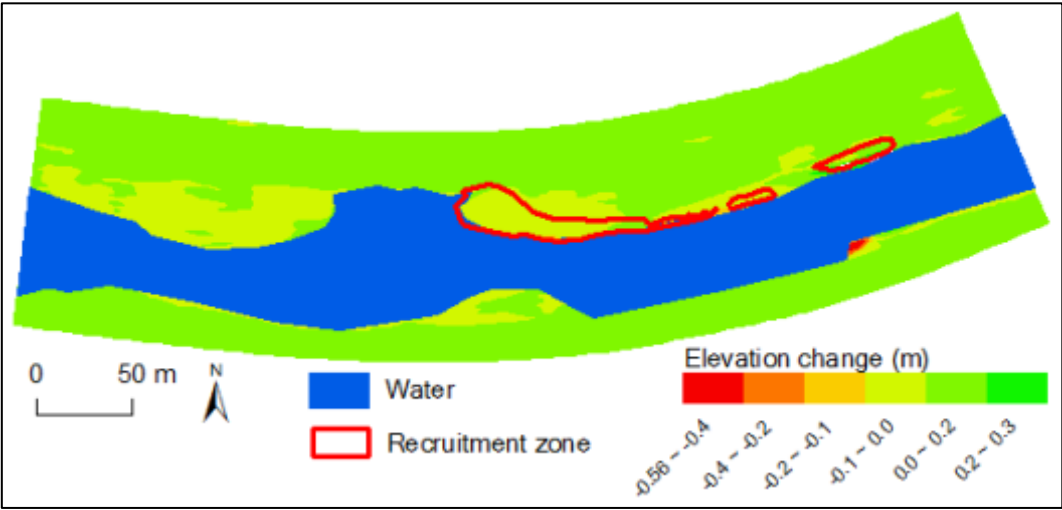 0 50 m N
Water
Recruitment zone
Elevation change (m)
-0.56 ~ -0.4
-0.4 ~ -0.2
-0.2 ~ -0.1
-0.1 ~ 0.0
0.0 ~ 0.2
0.2 ~ 0.3